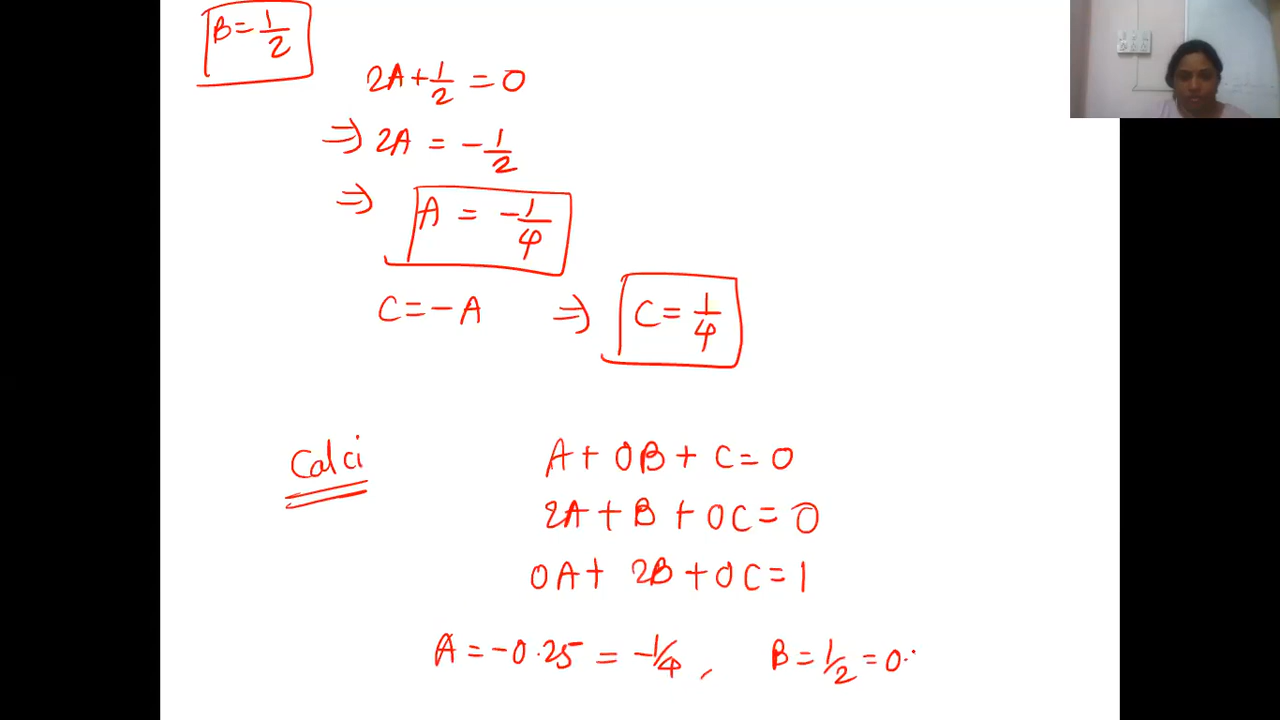 B = 1/2
2A + 1/2 = 0
⇒ 2A = - 1/2
⇒ A = - 1/4
C = - A ⇒ C = 1/4
Calci
A + 0B + C = 0
2A + B + 0C = 0
0A + 2B + 0C = 1
A = -0.25 = -1/4 , B = 1/2 = 0.